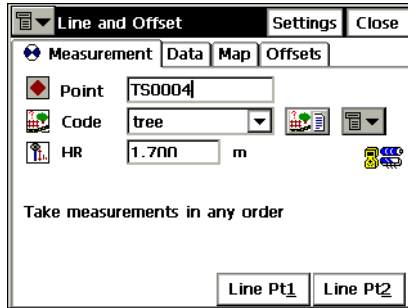 Line and Offset Settings Close
Measurement Data Map Offsets
Point TS0004
Code tree
HR 1.700 m
Take measurements in any order
Line Pt1 Line Pt2